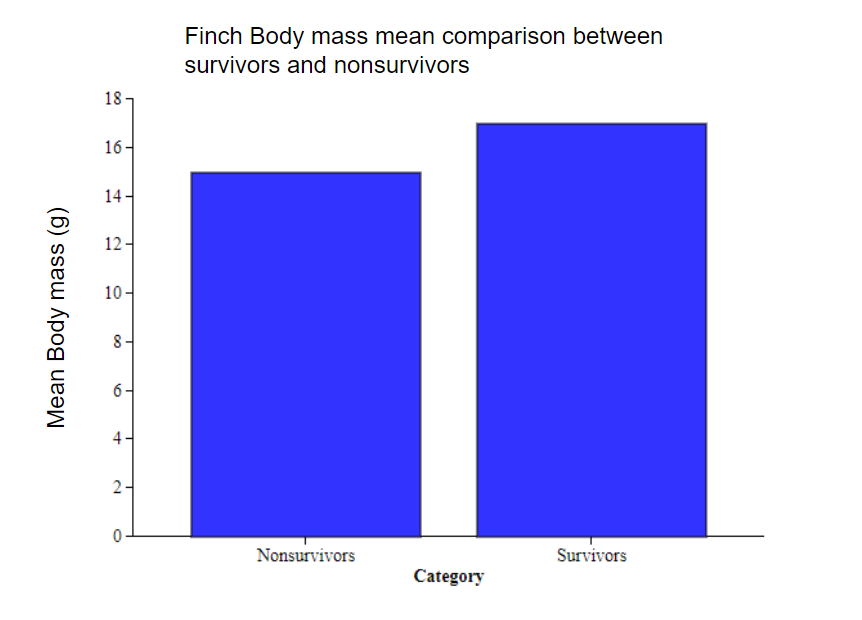 Finch Body mass mean comparison between
survivors and nonsurvivors
Mean Body mass (g)
18
16
14
12
10
8
6
4
2
0
Nonsurvivors
Survivors
Category